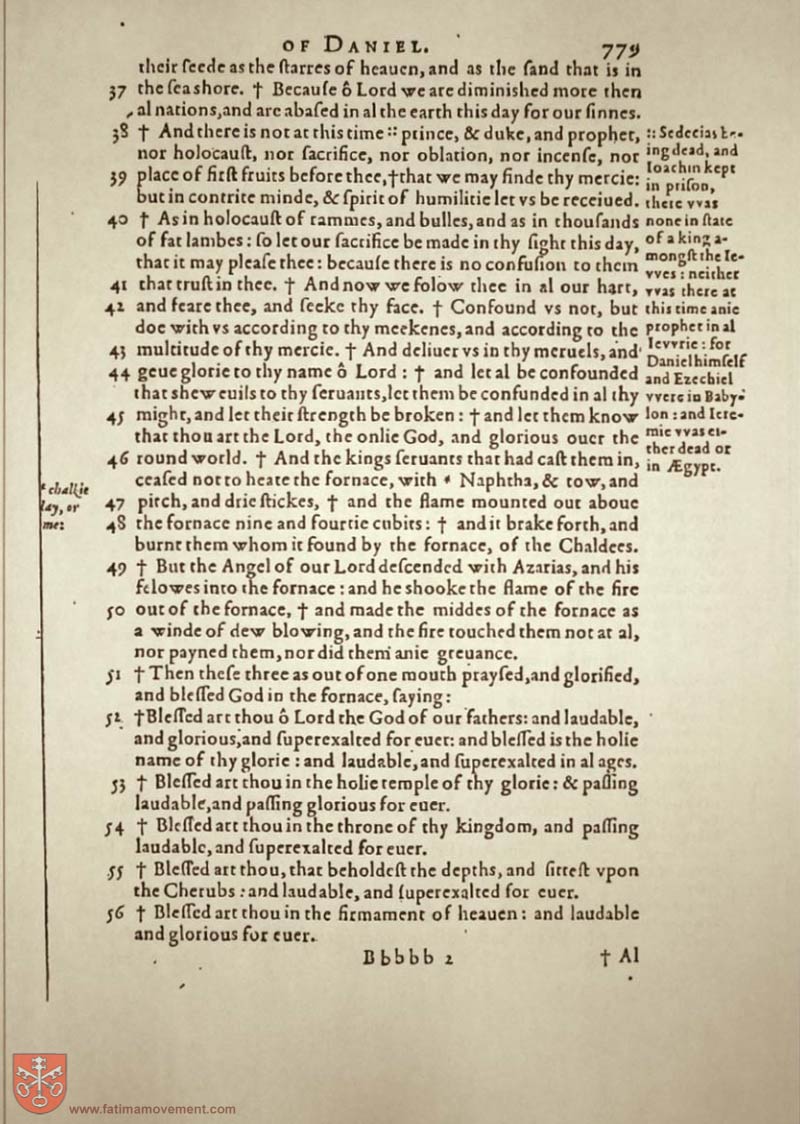 OF DANIEL. 779
their ſeede as the ſtarres of heauen, and as the ſand that is in
37 the ſea shore. † Becauſe ô Lord we are diminished more then
al nations, and are abaſed in al the earth this day for our ſinnes.
38 † And there is not at this time :: prince, & duke, and prophet,
nor holocauſt, nor ſacrifice, nor oblation, nor incenſe, nor
39 place of firſt fruits before thee, † that we may finde thy mercie:
but in contrite minde, & ſpirit of humilitie let vs be receiued.
40 † As in holocauſt of rammes, and bulles, and as in thouſands
of fat lambes: ſo let our ſacrifice be made in thy ſight this day,
that it may pleaſe thee: becauſe there is no confuſion to them
41 that truſt in thee. † And now we folow thee in al our hart,
42 and feare thee, and ſeeke thy face. † Confound vs not, but
doe with vs according to thy meekenes, and according to the
43 multitude of thy mercie. † And deliuer vs in thy meruels, and
44 geue glorie to thy name ô Lord: † and let al be confounded
that shew euils to thy ſeruants, let them be confunded in al thy
45 might, and let their ſtrength be broken: † and let them know
that thou art the Lord, the onlie God, and glorious ouer the
46 round world. † And the kings ſeruants that had caſt them in,
ceaſed not to heate the fornace, with ‘ Naphtha, & tow, and
47 pitch, and drie ſtickes, † and the flame mounted out aboue
48 the fornace nine and fourtie cubits: † and it brake forth, and
burnt them whom it found by the fornace, of the Chaldees.
49 † But the Angel of our Lord deſcended with Azarias, and his
felowes into the fornace: and he shooke the flame of the fire
50 out of the fornace, † and made the middes of the fornace as
a winde of dew blowing, and the fire touched them not at al,
nor payned them, nor did them anie greuance.
51 † Then theſe three as out of one mouth prayſed, and glorified,
and bleſſed God in the fornace, ſaying:
52 † Bleſſed art thou ô Lord the God of our fathers: and laudable,
and glorious, and ſuperexalted for euer: and bleſſed is the holie
name of thy glorie: and laudable, and ſuperexalted in al ages.
53 † Bleſſed art thou in the holie temple of thy glorie: & paſſing
laudable, and paſſing glorious for euer.
54 † Bleſſed art thou in the throne of thy kingdom, and paſſing
laudable, and ſuperexalted for euer.
55 † Bleſſed art thou, that beholdeſt the depths, and ſitteſt vpon
the Cherubs: and laudable, and ſuperexalted for euer.
56 † Bleſſed art thou in the firmament of heauen: and laudable
and glorious for euer.
Bbbbb 2 † Al
:: Sedecias be-
ing dead, and
Ioachin kept
in priſon,
there vvas
none in ſtate
of a king a-
mongſt the Ie-
vves: neither
vvas there at
this time anie
prophet in al
Ievvrie: for
Daniel himſelf
and Ezechiel
vvere in Baby-
lon: and Iere-
mie vvas ei-
ther dead or
in Ægypt.
‘ chalkie
lay, or
me:
www.fatimamovement.com